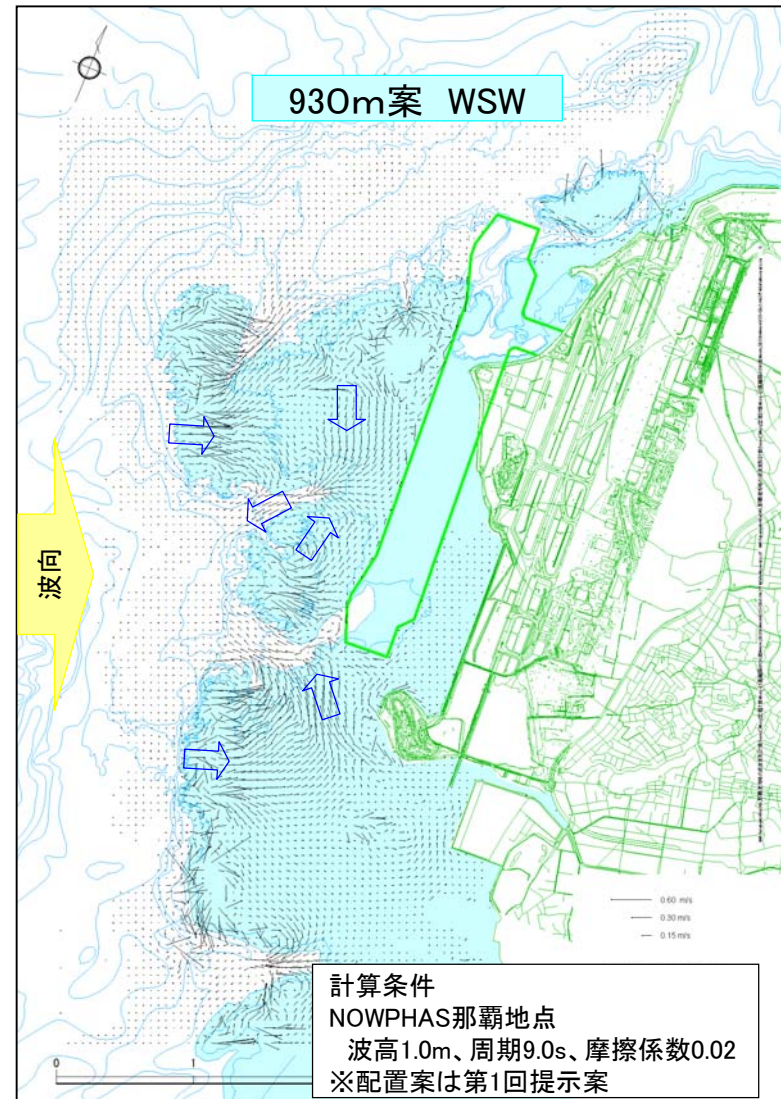 930m案 WSW
波向
0.60 m/s
0.30 m/s
0.15 m/s
計算条件
NOWPHAS那覇地点
波高1.0m、周期9.0s、摩擦係数0.02
※配置案は第1回提示案
0 1